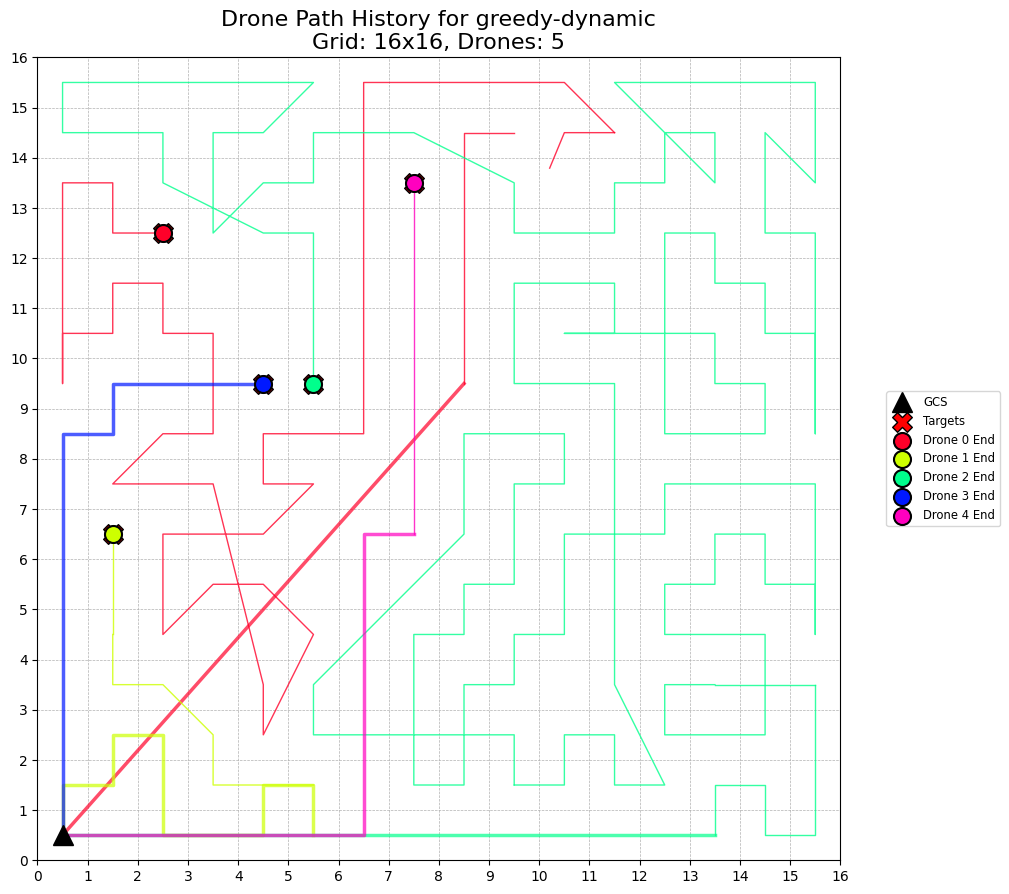 Drone Path History for greedy-dynamic
Grid: 16x16, Drones: 5
16
15
14
13
12
11
10
9
8
7
6
5
4
3
2
1
0
0 1 2 3 4 5 6 7 8 9 10 11 12 13 14 15 16
GCS
Targets
Drone 0 End
Drone 1 End
Drone 2 End
Drone 3 End
Drone 4 End